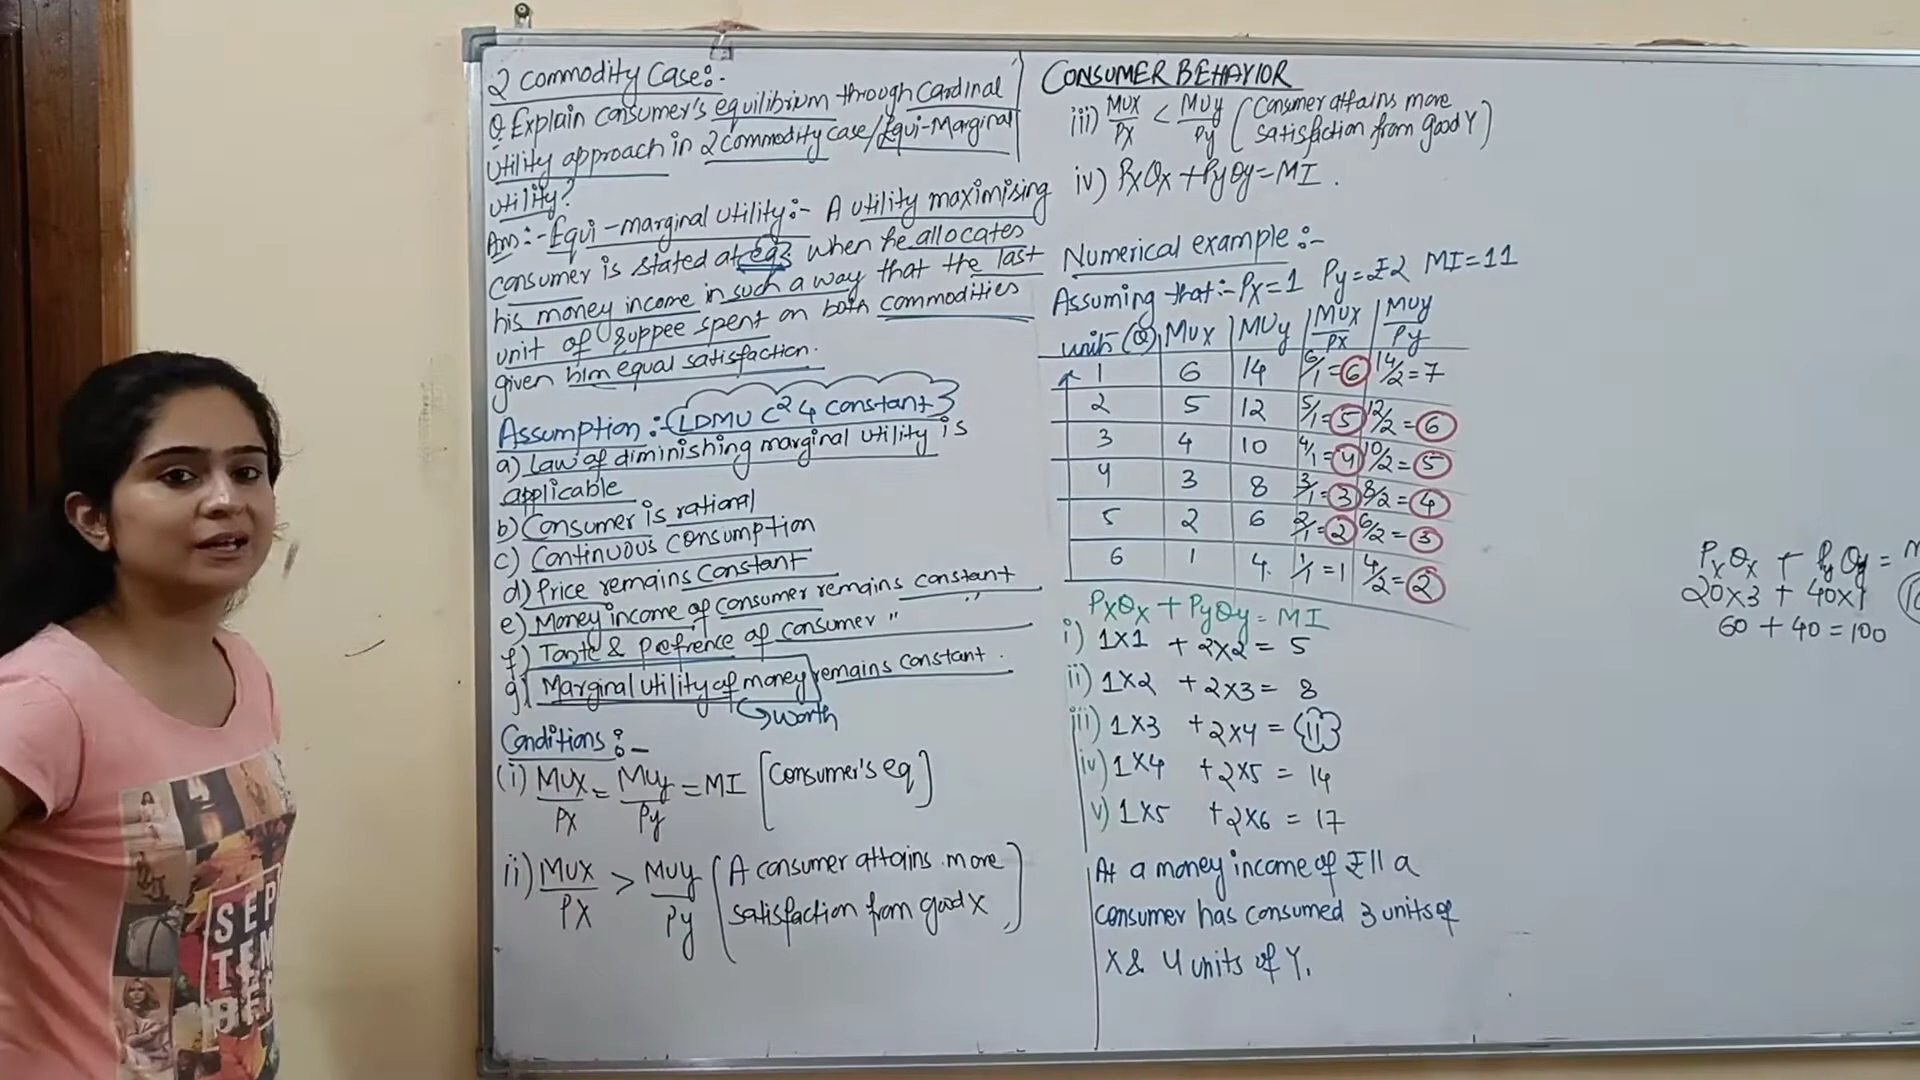 2 Commodity Case:-
Q Explain consumer's equilibrium through cardinal
utility approach in 2 commodity case/Equi-Marginal
utility?
Ans:- Equi-marginal utility:- A utility maximising
consumer is stated at eqb when he allocates
his money income in such a way that the last
unit of ruppee spent on both commodities
given him equal satisfaction.
Assumption:- LDMU C²4 constant
a) Law of diminishing marginal utility is
applicable
b) Consumer is rational
c) Continuous consumption
d) Price remains constant
e) Money income of consumer remains constant
f) Taste & Prefrence of consumer " "
g) Marginal Utility of money remains constant.
worth
Conditions:-
(i) MUX/PX = MUy/Py = MI [Consumer's eq]
ii) MUX/PX > MUY/Py (A consumer attains more
satisfaction from good X)
CONSUMER BEHAVIOR
iii) MUX/PX < MUy/Py (Consmer attains more
satisfaction from good Y)
iv) PxQx + PyQy = MI.
Numerical example:-
Assuming that:- Px=1 Py=₹2 MI=11
units (Q) MUX MUy MUX/PX MUY/Py
1 6 14 6/1=6 14/2=7
2 5 12 5/1=5 12/2=6
3 4 10 4/1=4 10/2=5
4 3 8 3/1=3 8/2=4
5 2 6 2/1=2 6/2=3
6 1 4. 1/1=1 4/2=2
PxQx + PyQy = MI
i) 1x1 + 2x2 = 5
ii) 1x2 + 2x3 = 8
iii) 1x3 + 2x4 = 11
iv) 1x4 + 2x5 = 14
v) 1x5 + 2x6 = 17
At a money income of ₹11 a
consumer has consumed 3 units of
X & 4 units of Y.
PxQx + PyQy =
20x3 + 40x1
60 + 40 = 100
SEP
TEM
BE